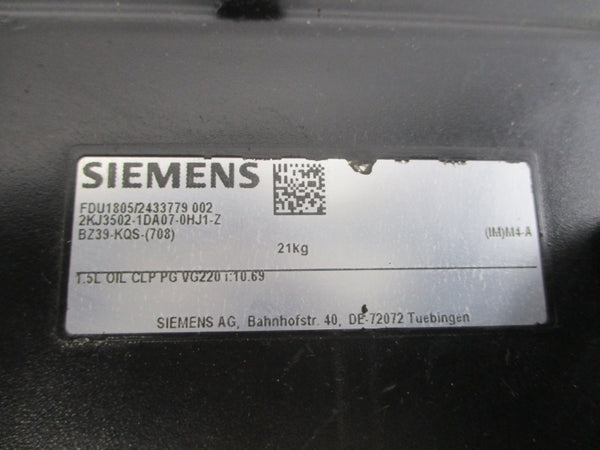 SIEMENS
FDU1805/2433779 002
2KJ3502-1DA07-0HJ1-Z
BZ39-KQS-(708)
21kg
(IM)M4-A
1.5L OIL CLP PG VG220 i:10.69
SIEMENS AG, Bahnhofstr. 40, DE-72072 Tuebingen